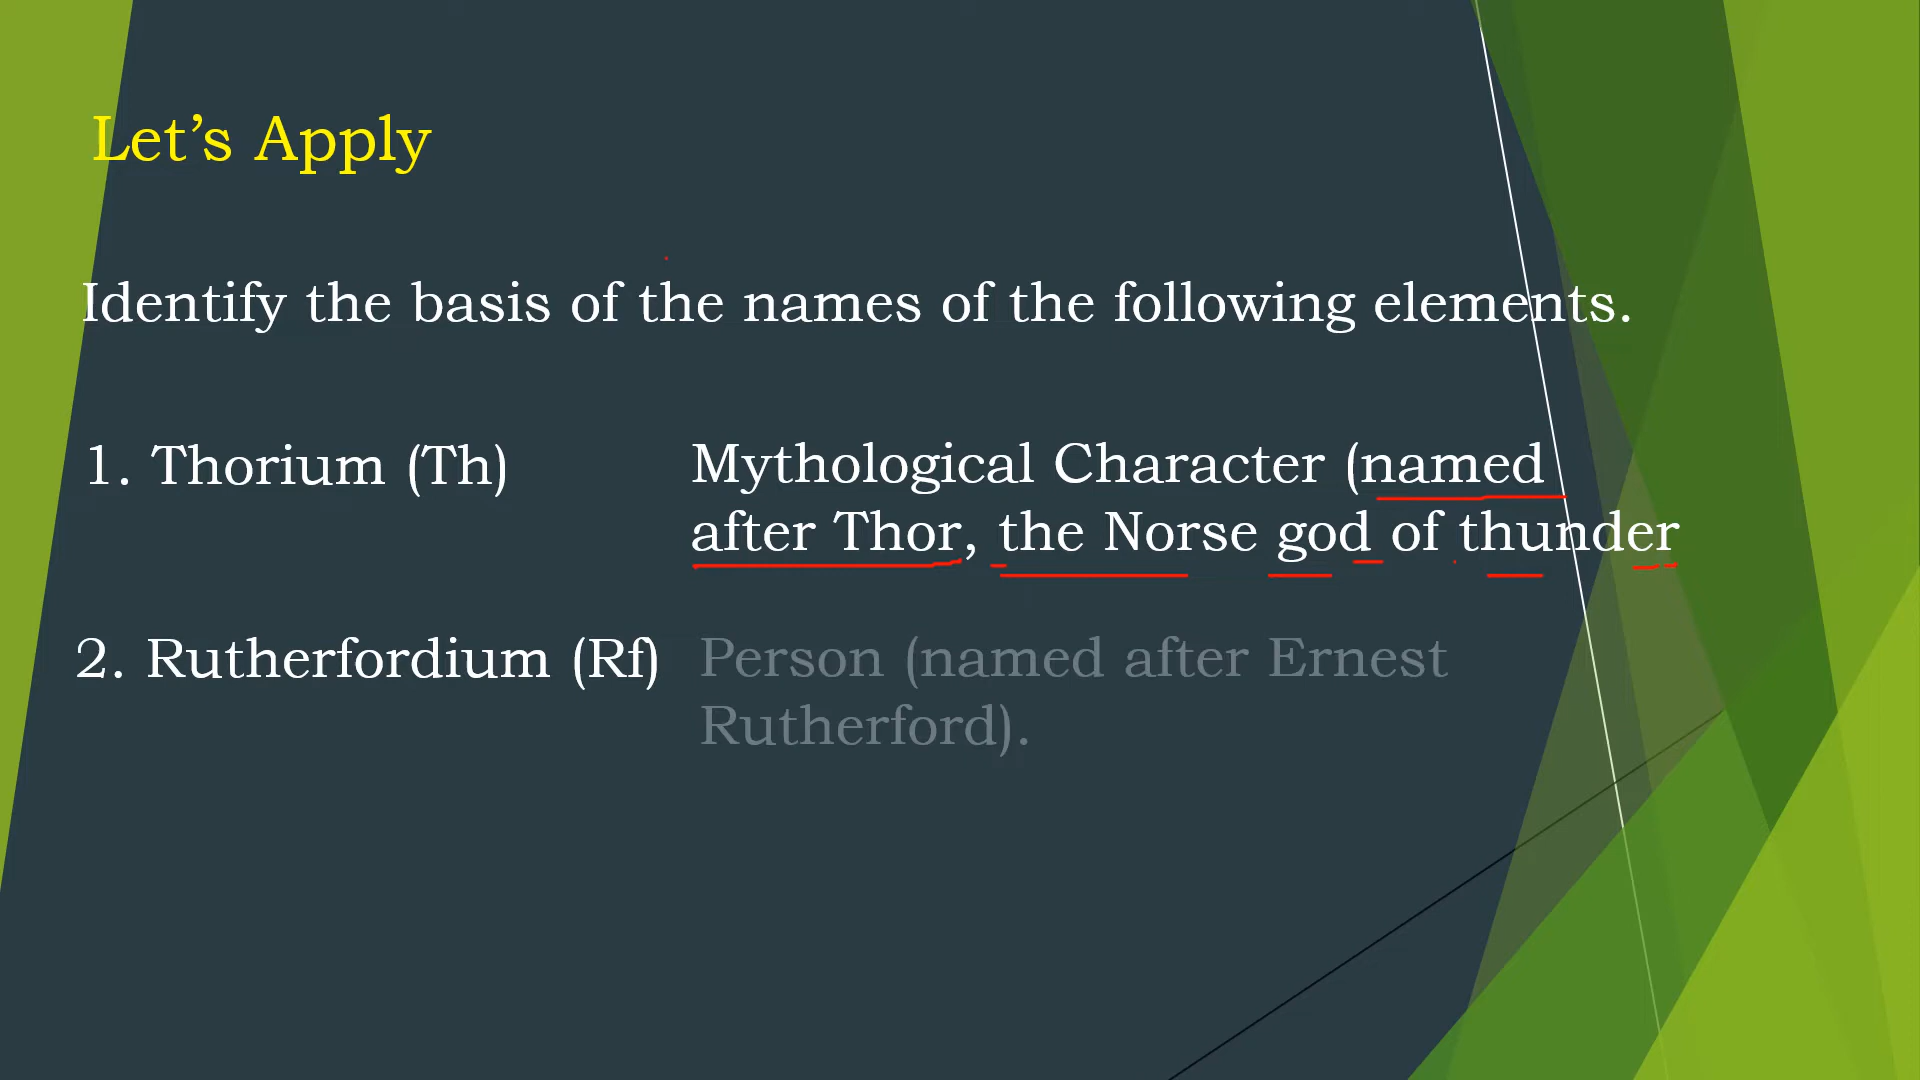 Let’s Apply
Identify the basis of the names of the following elements.
1. Thorium (Th)
Mythological Character (named
after Thor, the Norse god of thunder
2. Rutherfordium (Rf)
Person (named after Ernest
Rutherford).